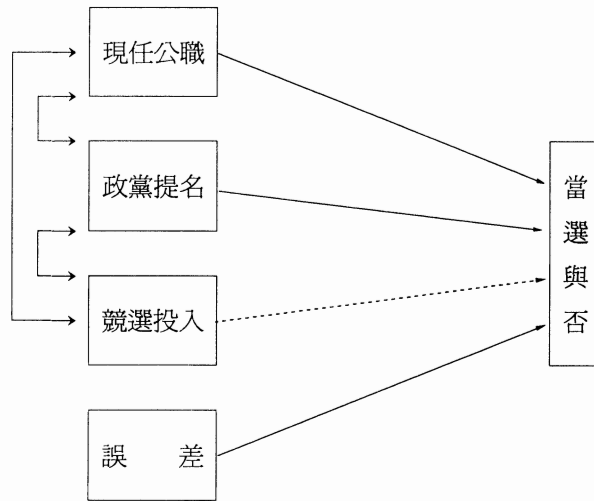 現任公職
政黨提名
競選投入
誤 差
當選與否